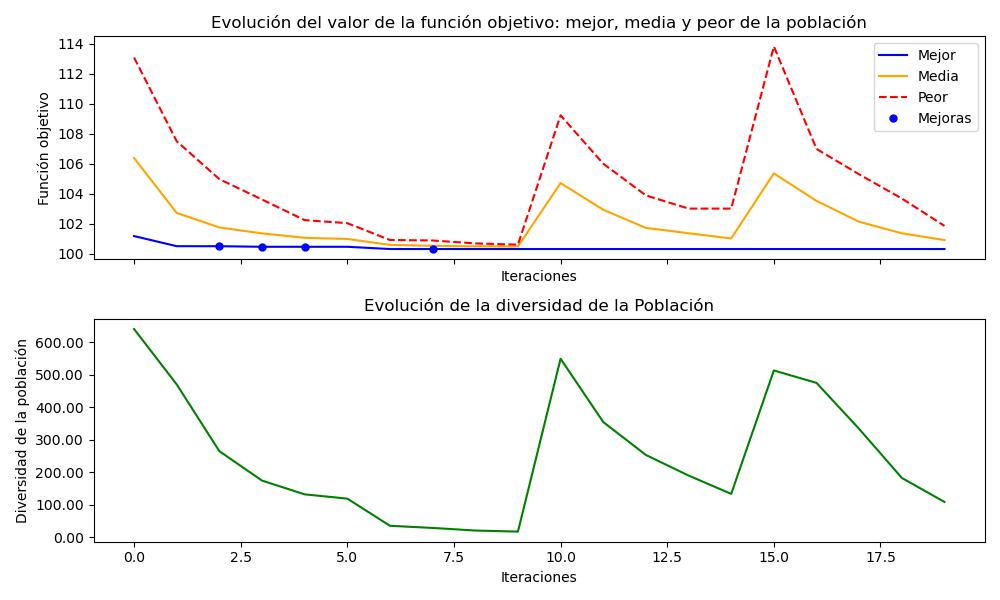 Evolución del valor de la función objetivo: mejor, media y peor de la población
Función objetivo
114
112
110
108
106
104
102
100
Mejor
Media
Peor
Mejoras
Iteraciones
Evolución de la diversidad de la Población
Diversidad de la población
600.00
500.00
400.00
300.00
200.00
100.00
0.00
0.0 2.5 5.0 7.5 10.0 12.5 15.0 17.5
Iteraciones